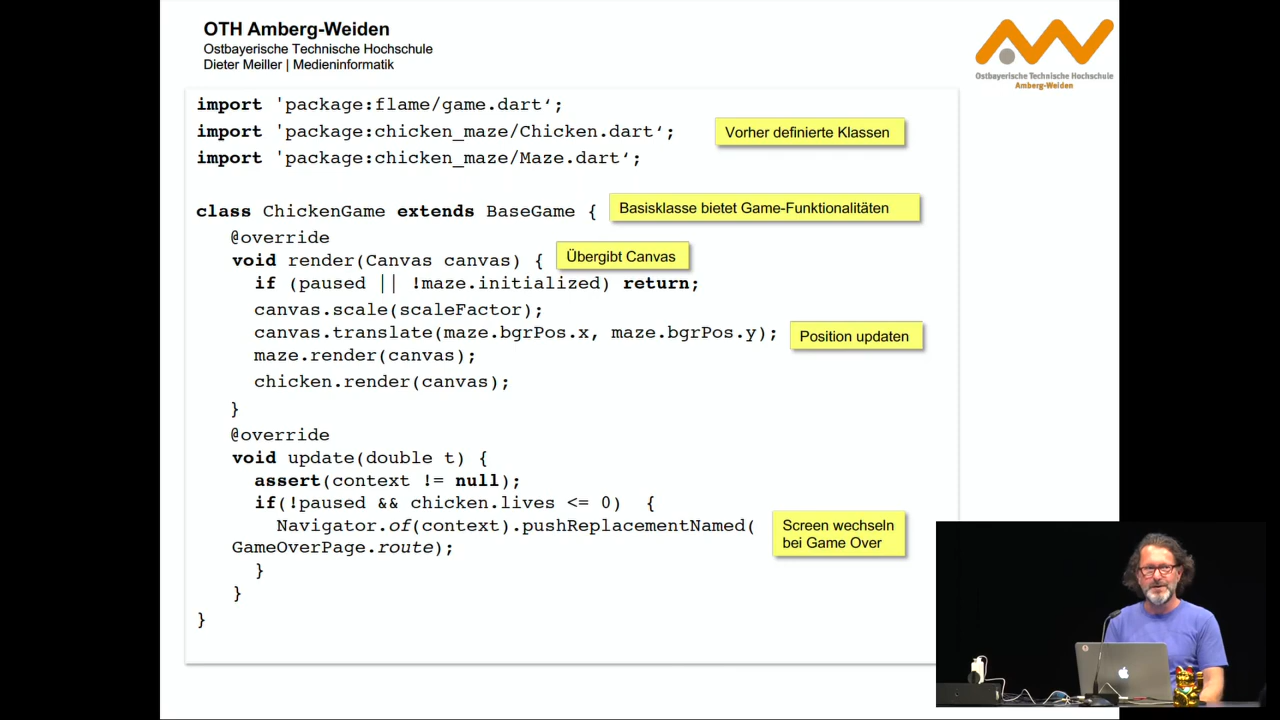 OTH Amberg-Weiden
Ostbayerische Technische Hochschule
Dieter Meiller | Medieninformatik
Ostbayerische Technische Hochschule
Amberg-Weiden
import 'package:flame/game.dart‘;
import 'package:chicken_maze/Chicken.dart‘;
Vorher definierte Klassen
import 'package:chicken_maze/Maze.dart‘;
class ChickenGame extends BaseGame {
Basisklasse bietet Game-Funktionalitäten
@override
void render(Canvas canvas) {
Übergibt Canvas
if (paused || !maze.initialized) return;
canvas.scale(scaleFactor);
canvas.translate(maze.bgrPos.x, maze.bgrPos.y);
Position updaten
maze.render(canvas);
chicken.render(canvas);
}
@override
void update(double t) {
assert(context != null);
if(!paused && chicken.lives <= 0)  {
Navigator.of(context).pushReplacementNamed(
GameOverPage.route);
Screen wechseln
bei Game Over
}
}
}